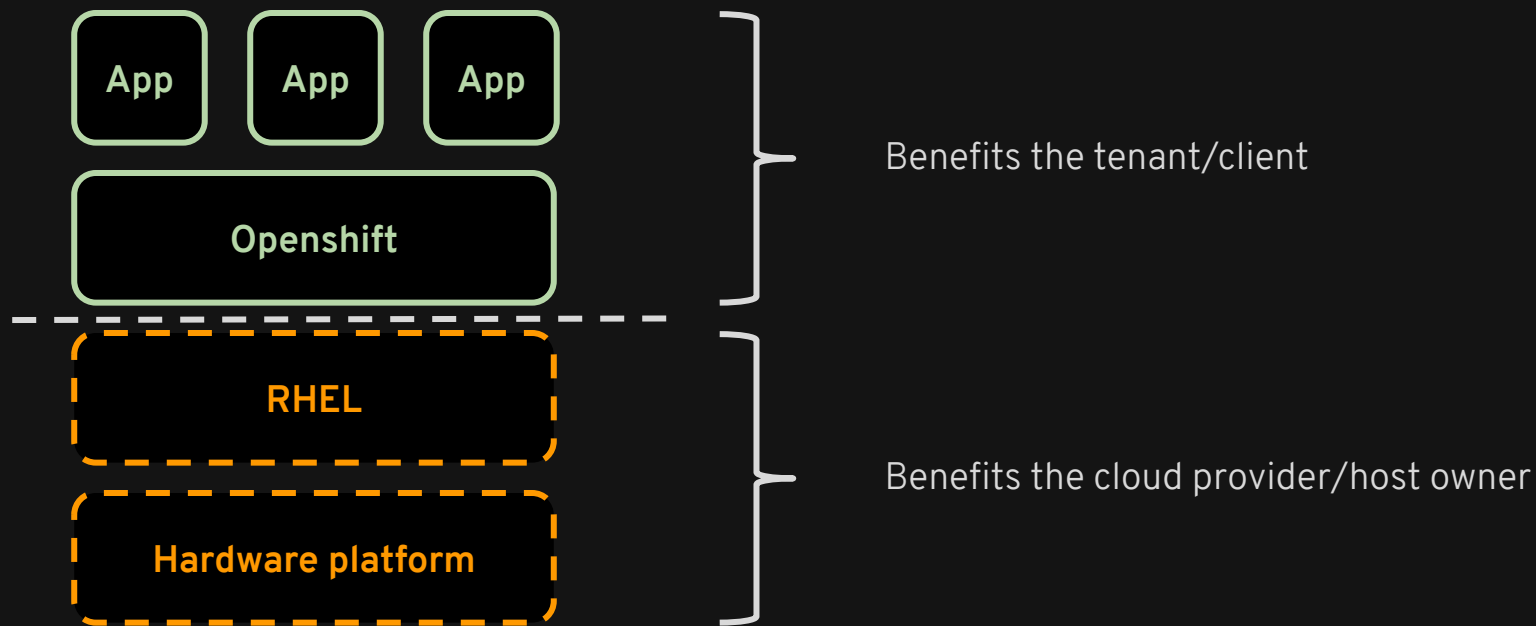 App
App
App
Benefits the tenant/client
Openshift
RHEL
Benefits the cloud provider/host owner
Hardware platform